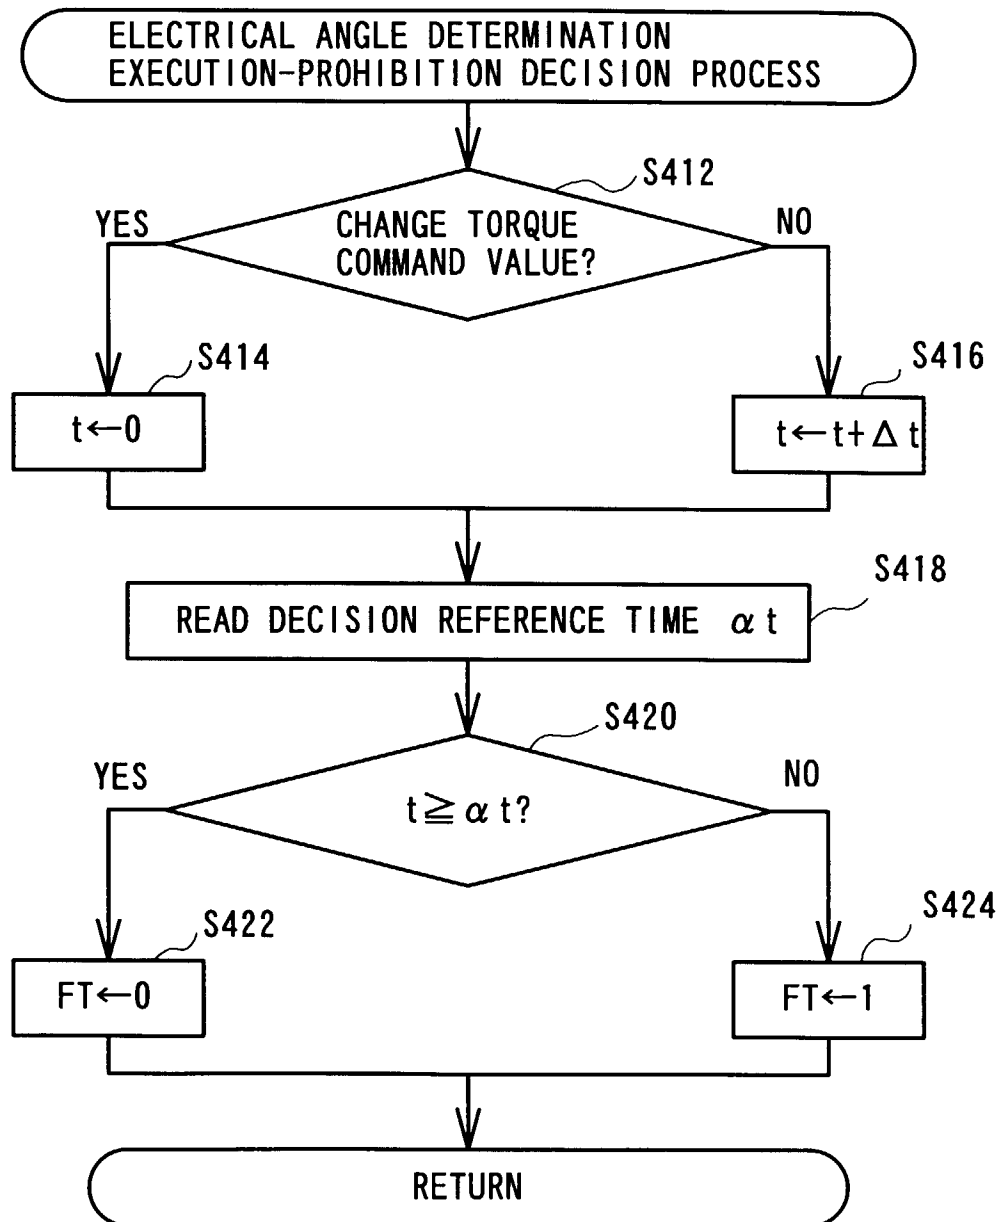 ELECTRICAL ANGLE DETERMINATION
EXECUTION-PROHIBITION DECISION PROCESS
S412
YES
CHANGE TORQUE
COMMAND VALUE?
NO
S414
t←0
S416
t←t+Δt
S418
READ DECISION REFERENCE TIME αt
S420
YES
t≧αt?
NO
S422
FT←0
S424
FT←1
RETURN